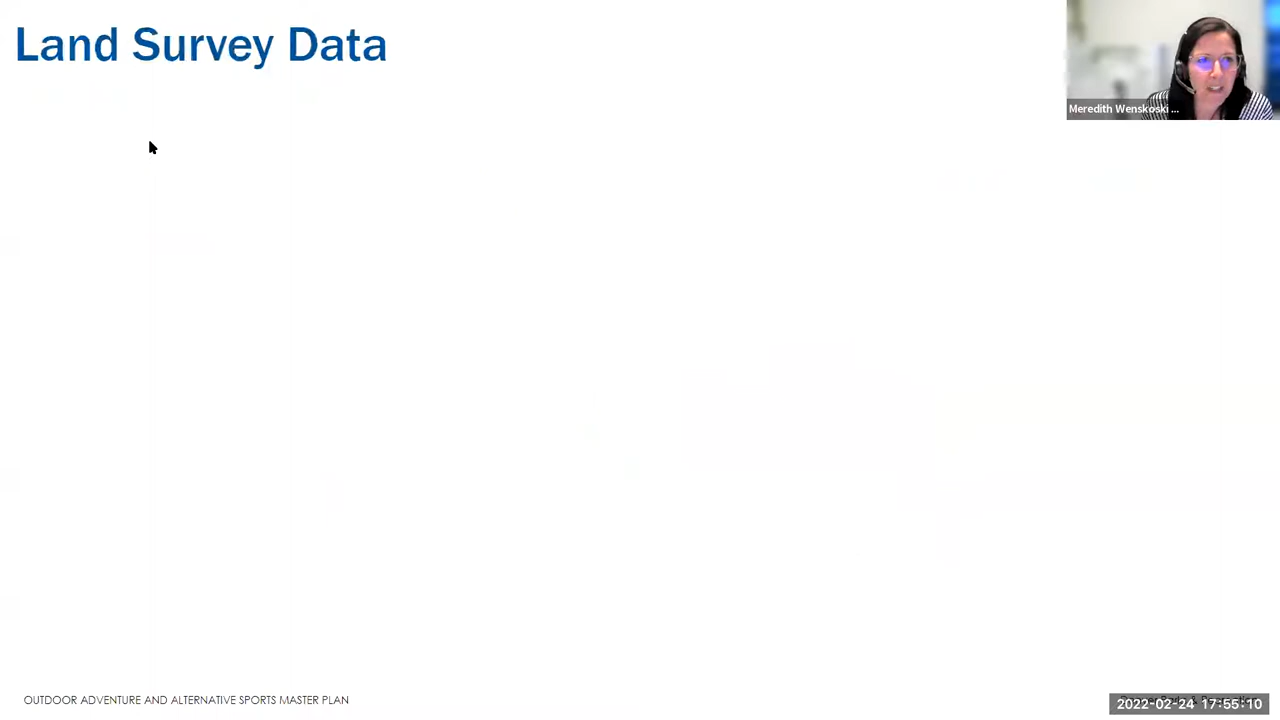 Land Survey Data
Meredith Wenskoski ...
OUTDOOR ADVENTURE AND ALTERNATIVE SPORTS MASTER PLAN
2022-02-24 17:55:10